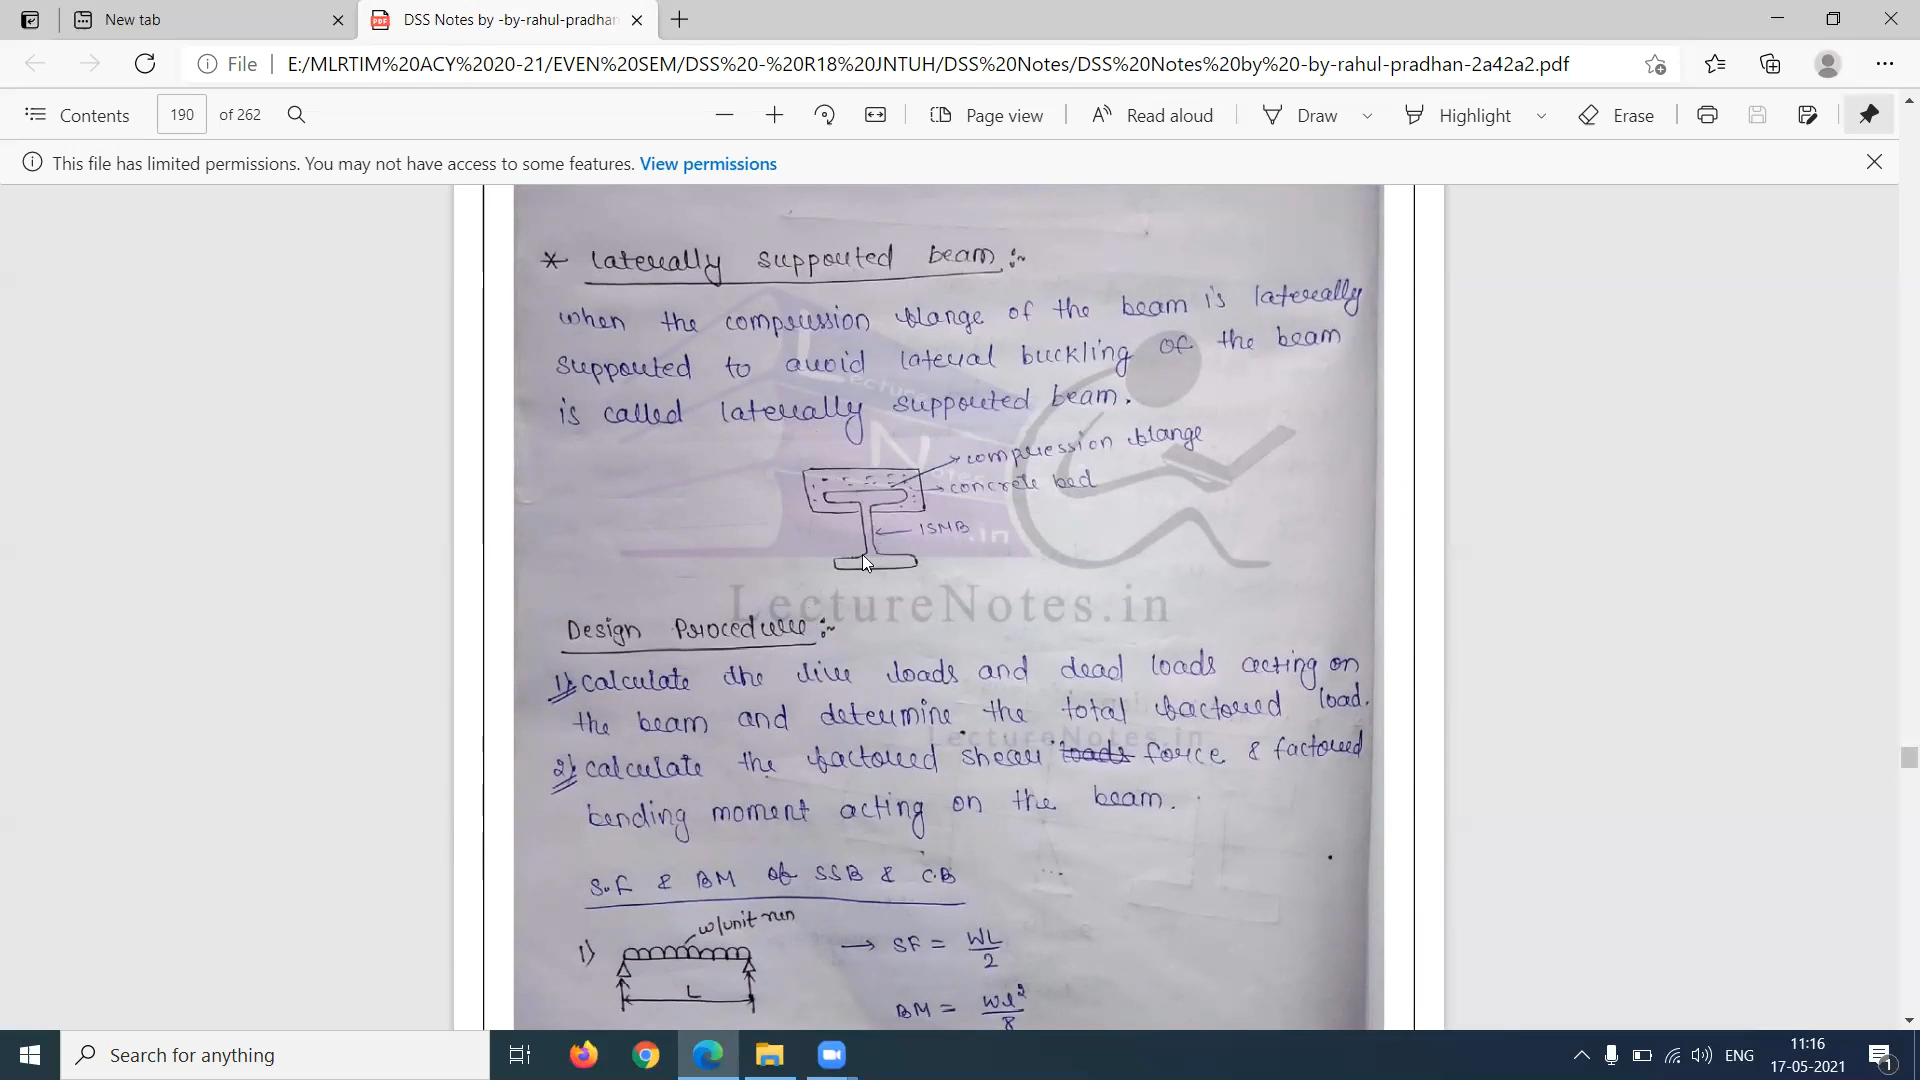 New tab
DSS Notes by -by-rahul-pradhan
File
E:/MLRTIM%20ACY%2020-21/EVEN%20SEM/DSS%20-%20R18%20JNTUH/DSS%20Notes/DSS%20Notes%20by%20-by-rahul-pradhan-2a42a2.pdf
Contents 190 of 262 Page view Read aloud Draw Highlight Erase
This file has limited permissions. You may not have access to some features. View permissions
* Laterally supported beam :-
when the compression flange of the beam is laterally
supported to avoid lateral buckling of the beam
is called laterally supported beam.
compression flange
concrete bed
ISMB
LectureNotes.in
Design Procedure :-
1) Calculate the live loads and dead loads acting on
the beam and determine the total factored load.
LectureNotes.in
2) calculate the factored shear loads force & factored
bending moment acting on the beam.
S.F & BM of SSB & C.B
w/unit run
1) → SF = WL/2
L
BM = Wl²/8
Search for anything
ENG
11:16
17-05-2021
1